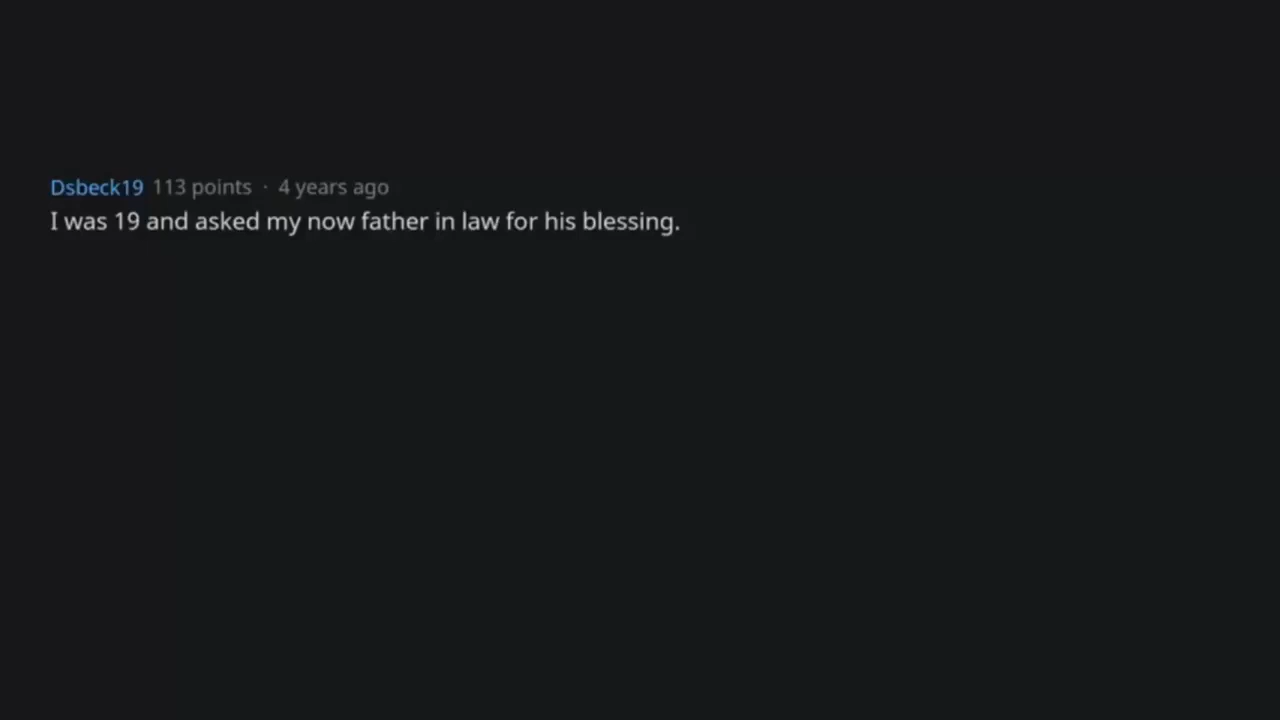 Dsbeck19 113 points · 4 years ago
I was 19 and asked my now father in law for his blessing.